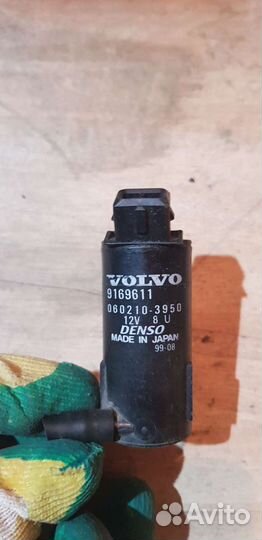 VOLVO
9169611
060210-3950
12V 8 U
DENSO
MADE IN JAPAN
99-08
Avito